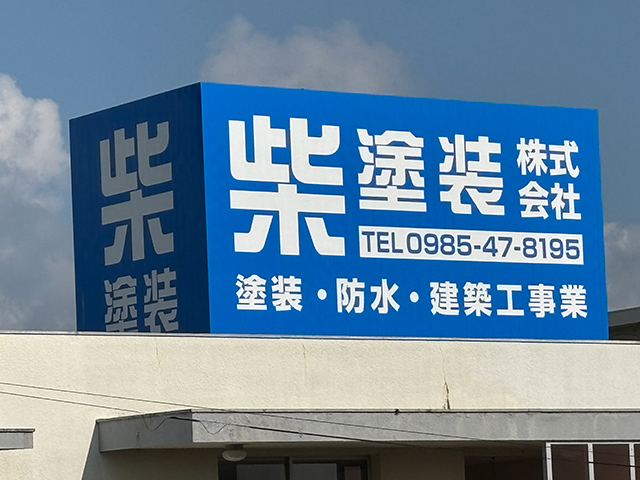 柴塗装株式会社
TEL0985-47-8195
塗装・防水・建築工事業
柴
塗装